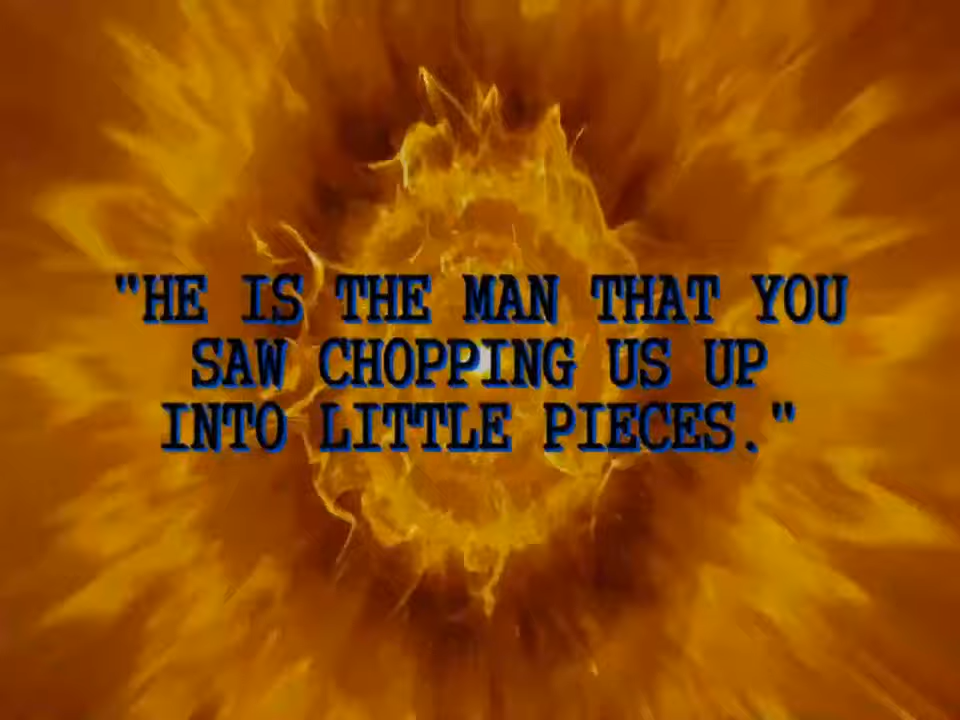 "HE IS THE MAN THAT YOU
SAW CHOPPING US UP
INTO LITTLE PIECES."